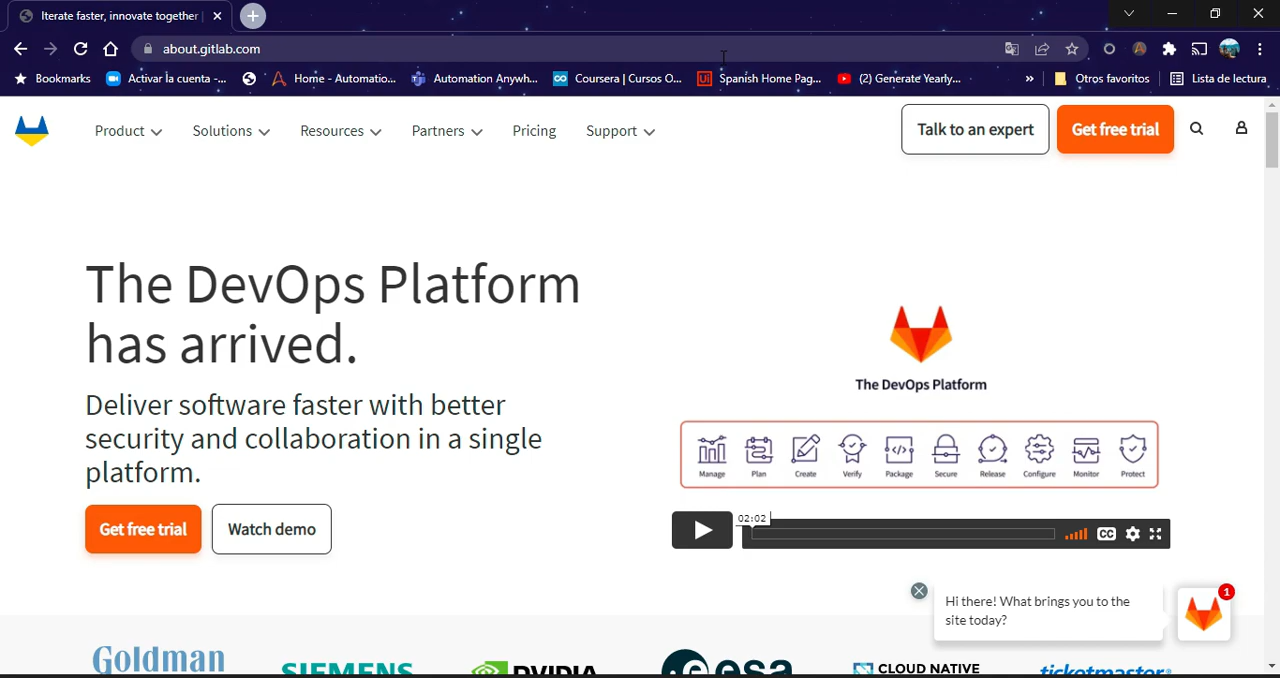 Iterate faster, innovate together
about.gitlab.com
Bookmarks
Activar la cuenta -...
Home - Automatio...
Automation Anywh...
Coursera | Cursos O...
Ui
Spanish Home Pag...
(2) Generate Yearly...
»
Otros favoritos
Lista de lectura
Product
Solutions
Resources
Partners
Pricing
Support
Talk to an expert
Get free trial
The DevOps Platform
has arrived.
Deliver software faster with better
security and collaboration in a single
platform.
Get free trial
Watch demo
The DevOps Platform
Manage
Plan
Create
Verify
Package
Secure
Release
Configure
Monitor
Protect
02:02
CC
Hi there! What brings you to the
site today?
1
Goldman
SIEMENS
NVIDIA
esa
CLOUD NATIVE
ticketmaster®